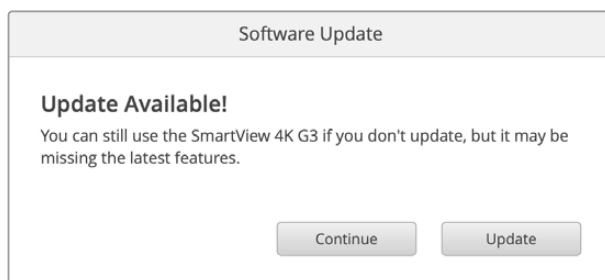 Software Update
Update Available!
You can still use the SmartView 4K G3 if you don't update, but it may be
missing the latest features.
Continue
Update